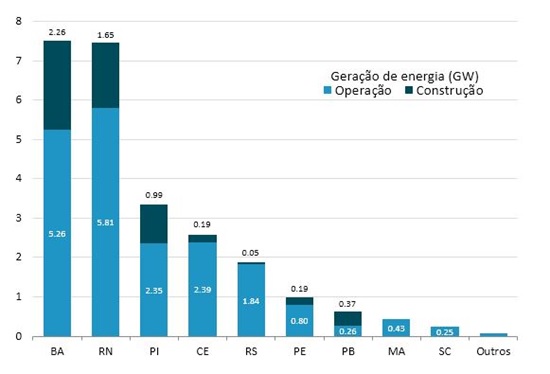 8
7
6
5
4
3
2
1
0
Geração de energia (GW)
Operação Construção
2.26 1.65 0.99 0.19 0.05 0.19 0.37
5.26 5.81 2.35 2.39 1.84 0.80 0.26 0.43 0.25
BA RN PI CE RS PE PB MA SC Outros